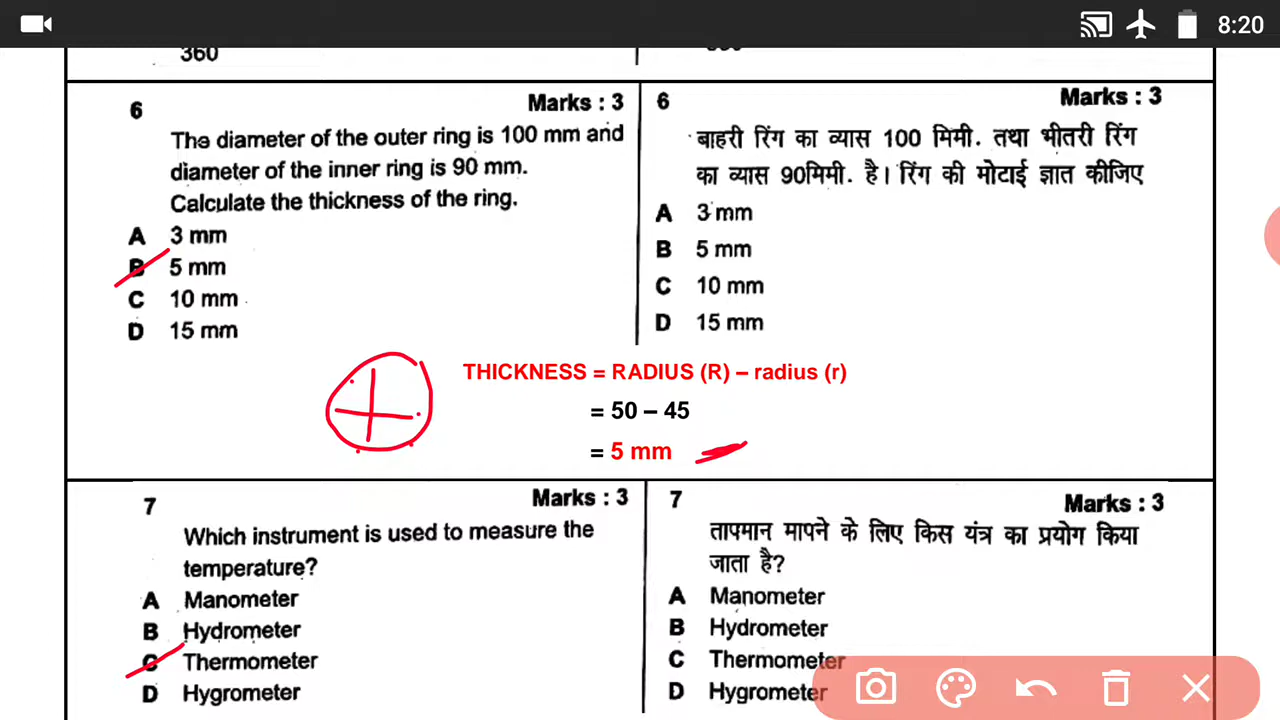 8:20
360
6
Marks : 3
The diameter of the outer ring is 100 mm and
diameter of the inner ring is 90 mm.
Calculate the thickness of the ring.
A 3 mm
B 5 mm
C 10 mm
D 15 mm
6
Marks : 3
बाहरी रिंग का व्यास 100 मिमी. तथा भीतरी रिंग
का व्यास 90मिमी. है। रिंग की मोटाई ज्ञात कीजिए
A 3 mm
B 5 mm
C 10 mm
D 15 mm
THICKNESS = RADIUS (R) – radius (r)
= 50 – 45
= 5 mm
7
Marks : 3
Which instrument is used to measure the
temperature?
A Manometer
B Hydrometer
C Thermometer
D Hygrometer
7
Marks : 3
तापमान मापने के लिए किस यंत्र का प्रयोग किया
जाता है?
A Manometer
B Hydrometer
C Thermometer
D Hygrometer